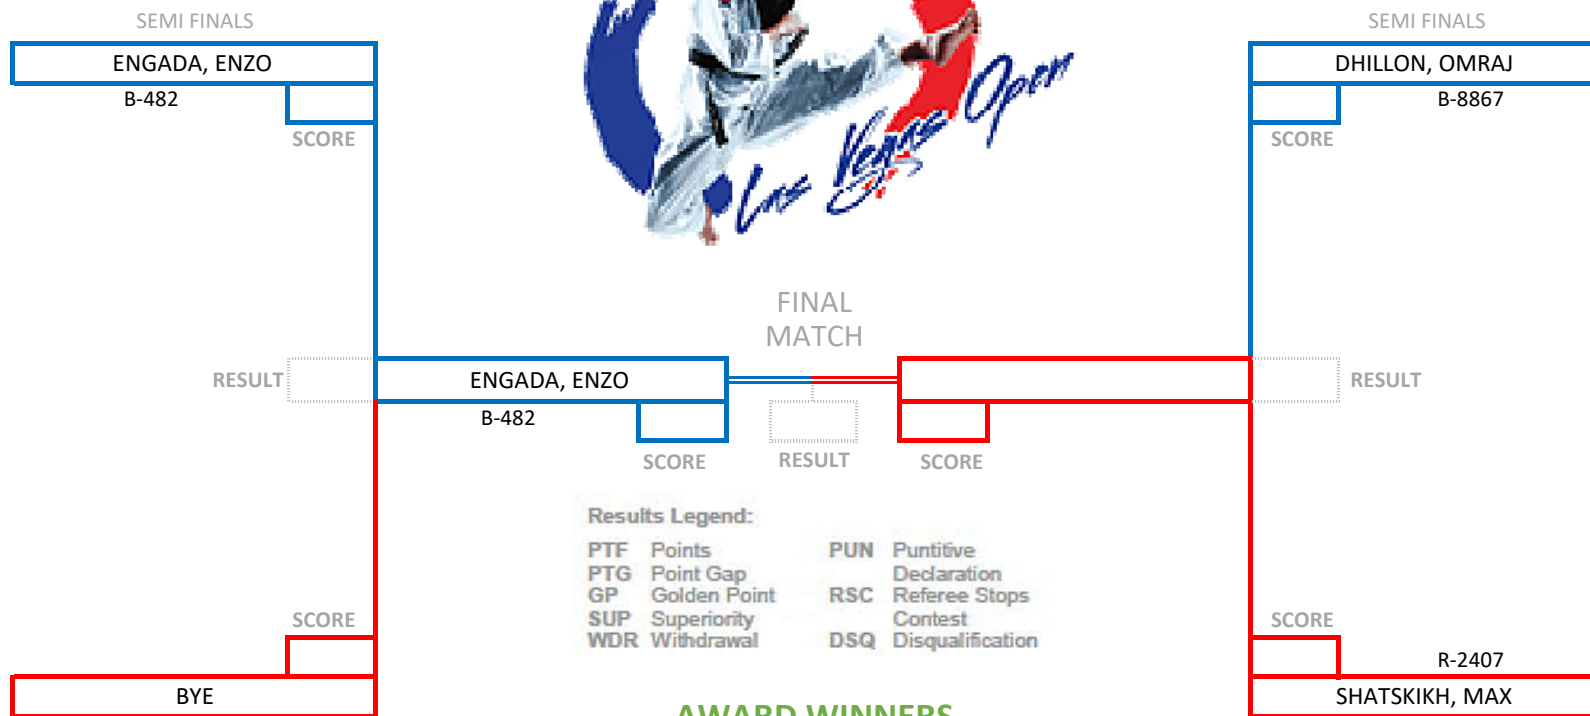 SEMI FINALS
SEMI FINALS
ENGADA, ENZO
DHILLON, OMRAJ
B-482
B-8867
SCORE
SCORE
Las Vegas Open
FINAL
MATCH
RESULT
ENGADA, ENZO
RESULT
B-482
SCORE
RESULT
SCORE
Results Legend:
PTF Points
PTG Point Gap
GP Golden Point
SUP Superiority
WDR Withdrawal
PUN Puntitive
Declaration
RSC Referee Stops
Contest
DSQ Disqualification
SCORE
SCORE
R-2407
BYE
SHATSKIKH, MAX
AWARD WINNERS